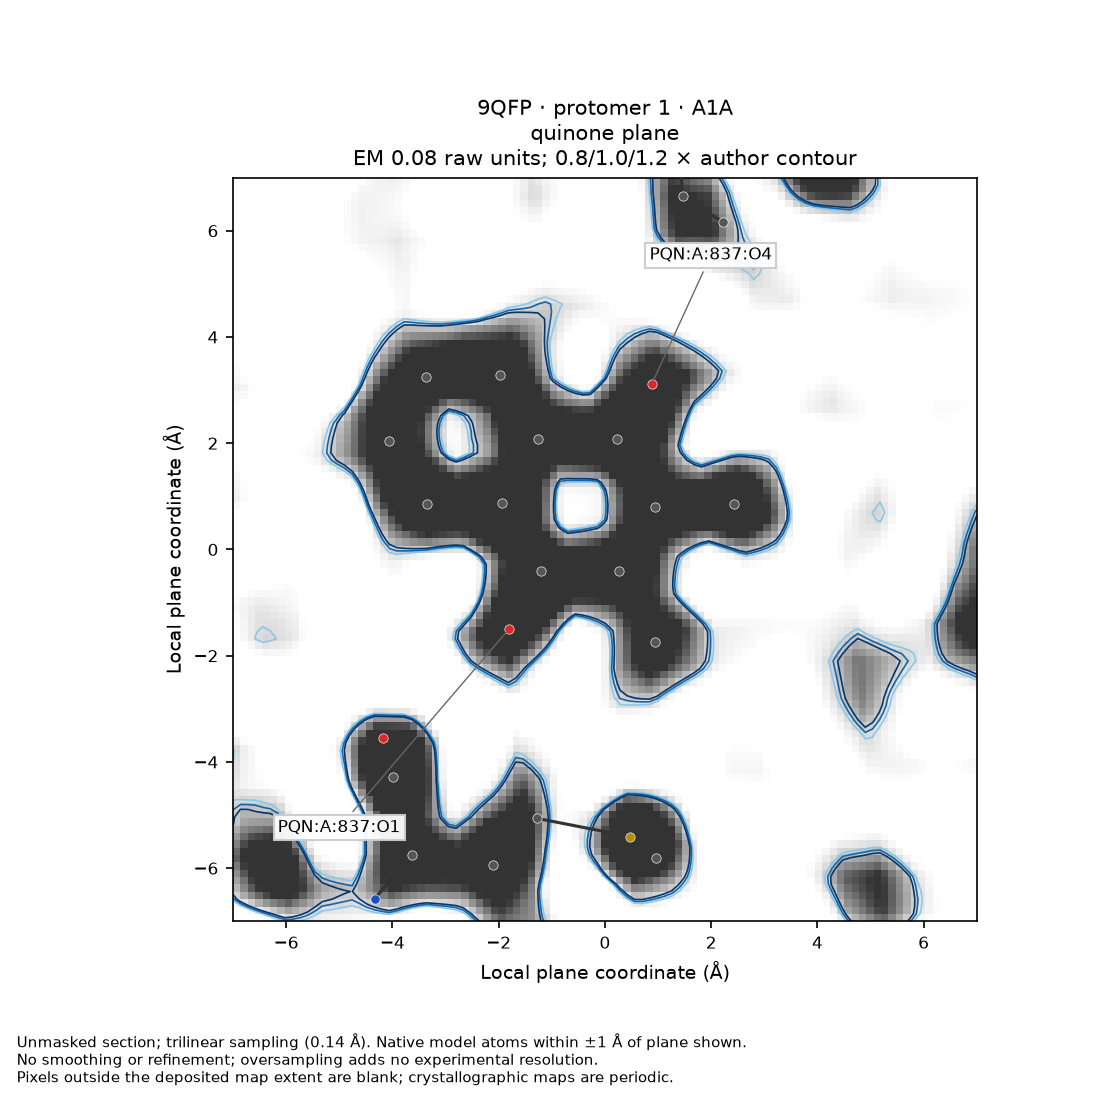 9QFP · protomer 1 · A1A
quinone plane
EM 0.08 raw units; 0.8/1.0/1.2 × author contour
PQN:A:837:O4
PQN:A:837:O1
6
4
2
0
−2
−4
−6
Local plane coordinate (Å)
−6 −4 −2 0 2 4 6
Local plane coordinate (Å)
Unmasked section; trilinear sampling (0.14 Å). Native model atoms within ±1 Å of plane shown.
No smoothing or refinement; oversampling adds no experimental resolution.
Pixels outside the deposited map extent are blank; crystallographic maps are periodic.